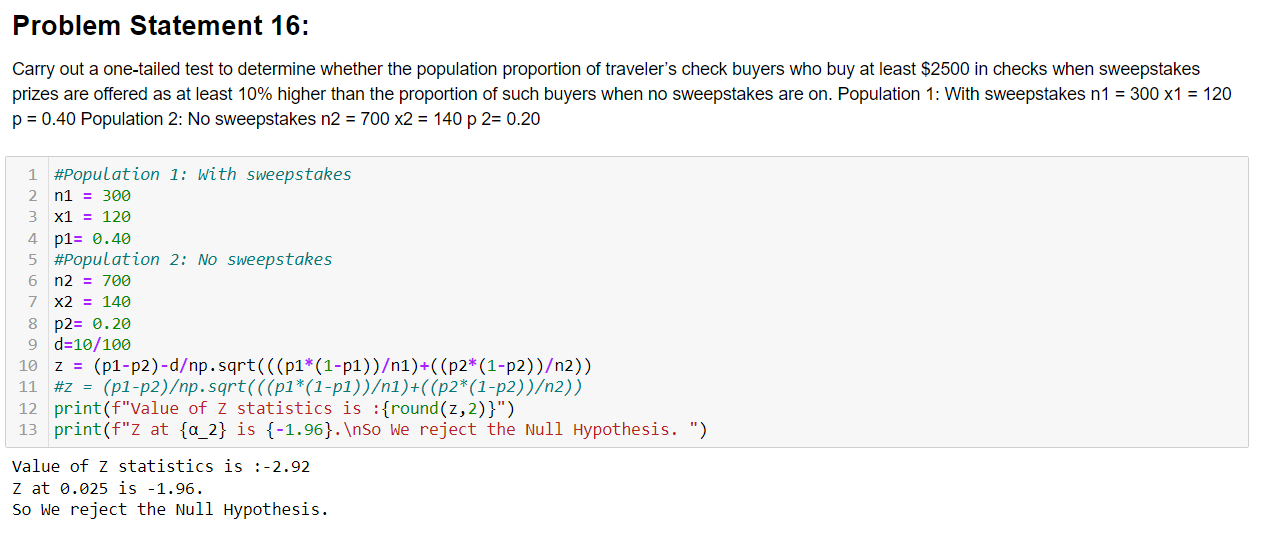 Problem Statement 16:
Carry out a one-tailed test to determine whether the population proportion of traveler’s check buyers who buy at least $2500 in checks when sweepstakes
prizes are offered as at least 10% higher than the proportion of such buyers when no sweepstakes are on. Population 1: With sweepstakes n1 = 300 x1 = 120
p = 0.40 Population 2: No sweepstakes n2 = 700 x2 = 140 p 2= 0.20
1 #Population 1: With sweepstakes
2 n1 = 300
3 x1 = 120
4 p1= 0.40
5 #Population 2: No sweepstakes
6 n2 = 700
7 x2 = 140
8 p2= 0.20
9 d=10/100
10 z = (p1-p2)-d/np.sqrt(((p1*(1-p1))/n1)+((p2*(1-p2))/n2))
11 #z = (p1-p2)/np.sqrt(((p1*(1-p1))/n1)+((p2*(1-p2))/n2))
12 print(f"Value of Z statistics is :{round(z,2)}")
13 print(f"Z at {α_2} is {-1.96}.\nSo We reject the Null Hypothesis. ")
Value of Z statistics is :-2.92
Z at 0.025 is -1.96.
So We reject the Null Hypothesis.